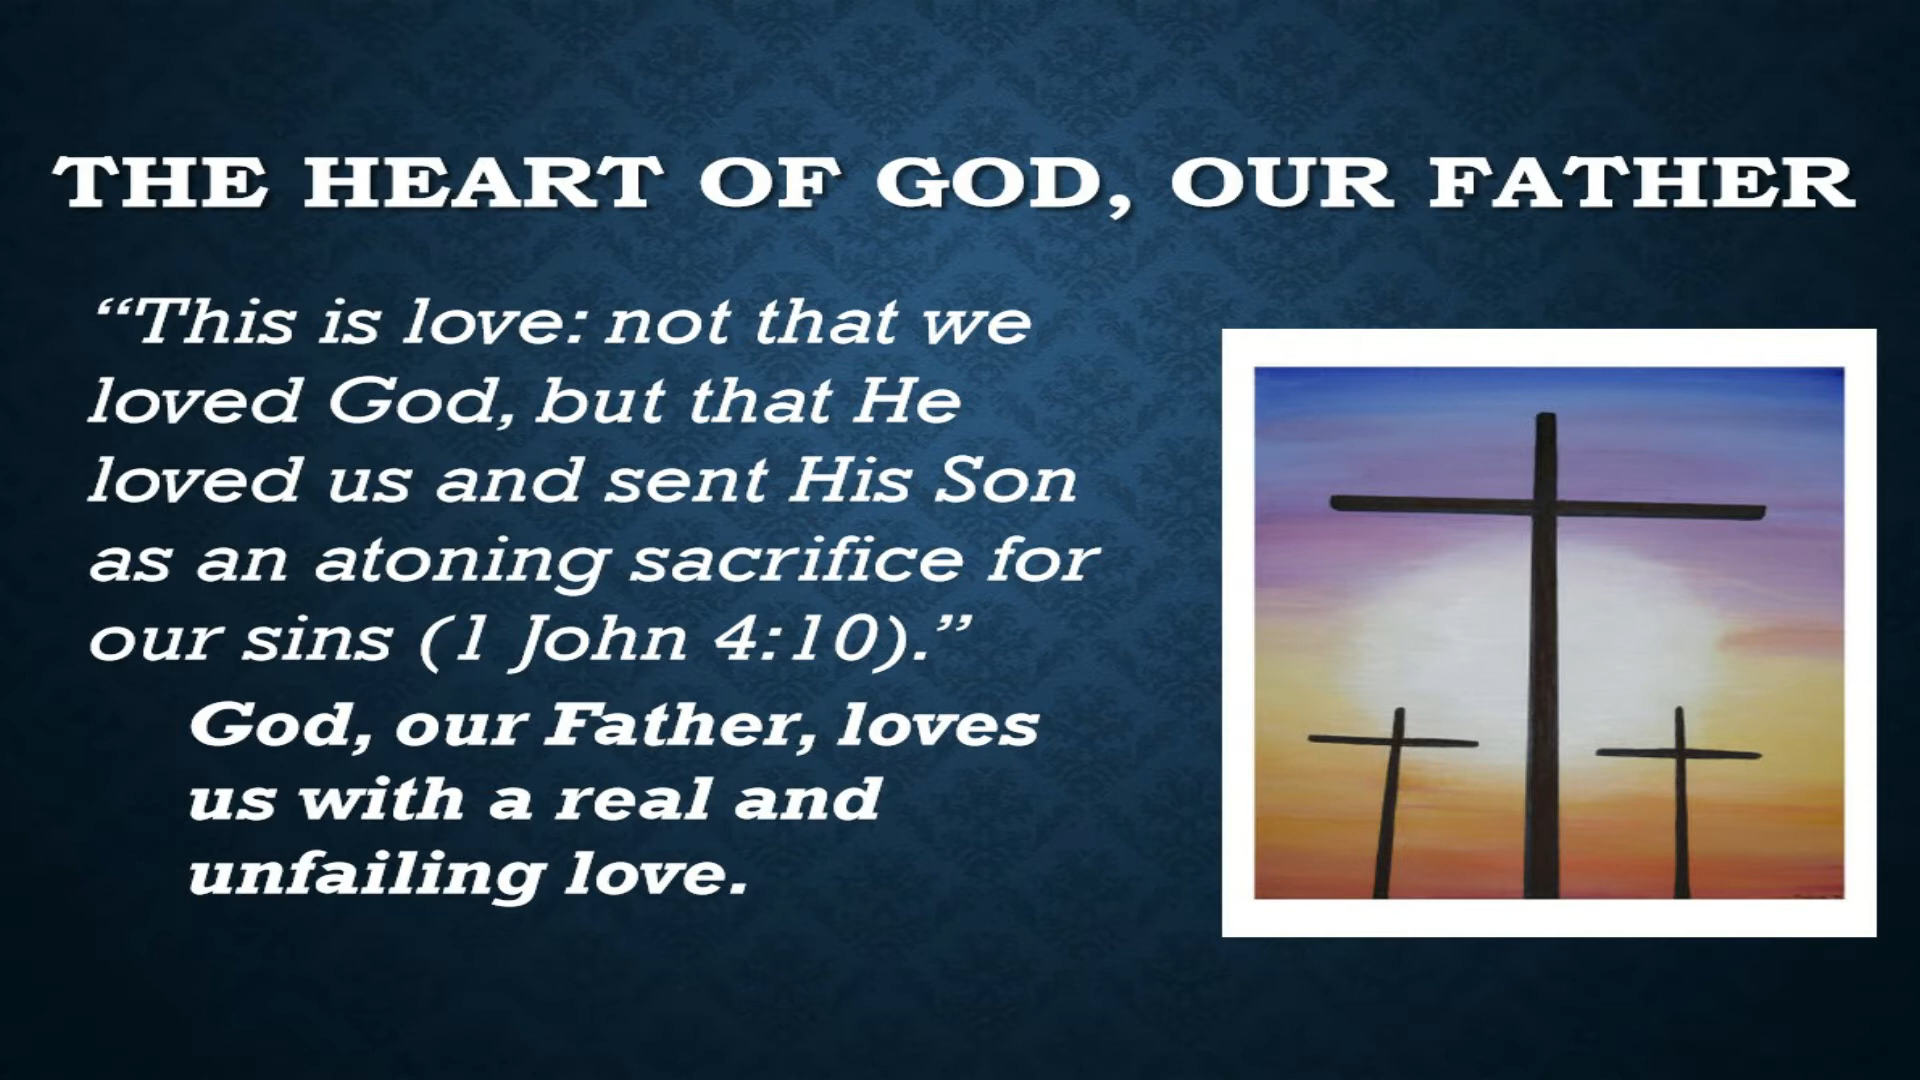 THE HEART OF GOD, OUR FATHER
“This is love: not that we
loved God, but that He
loved us and sent His Son
as an atoning sacrifice for
our sins (1 John 4:10).”
God, our Father, loves
us with a real and
unfailing love.